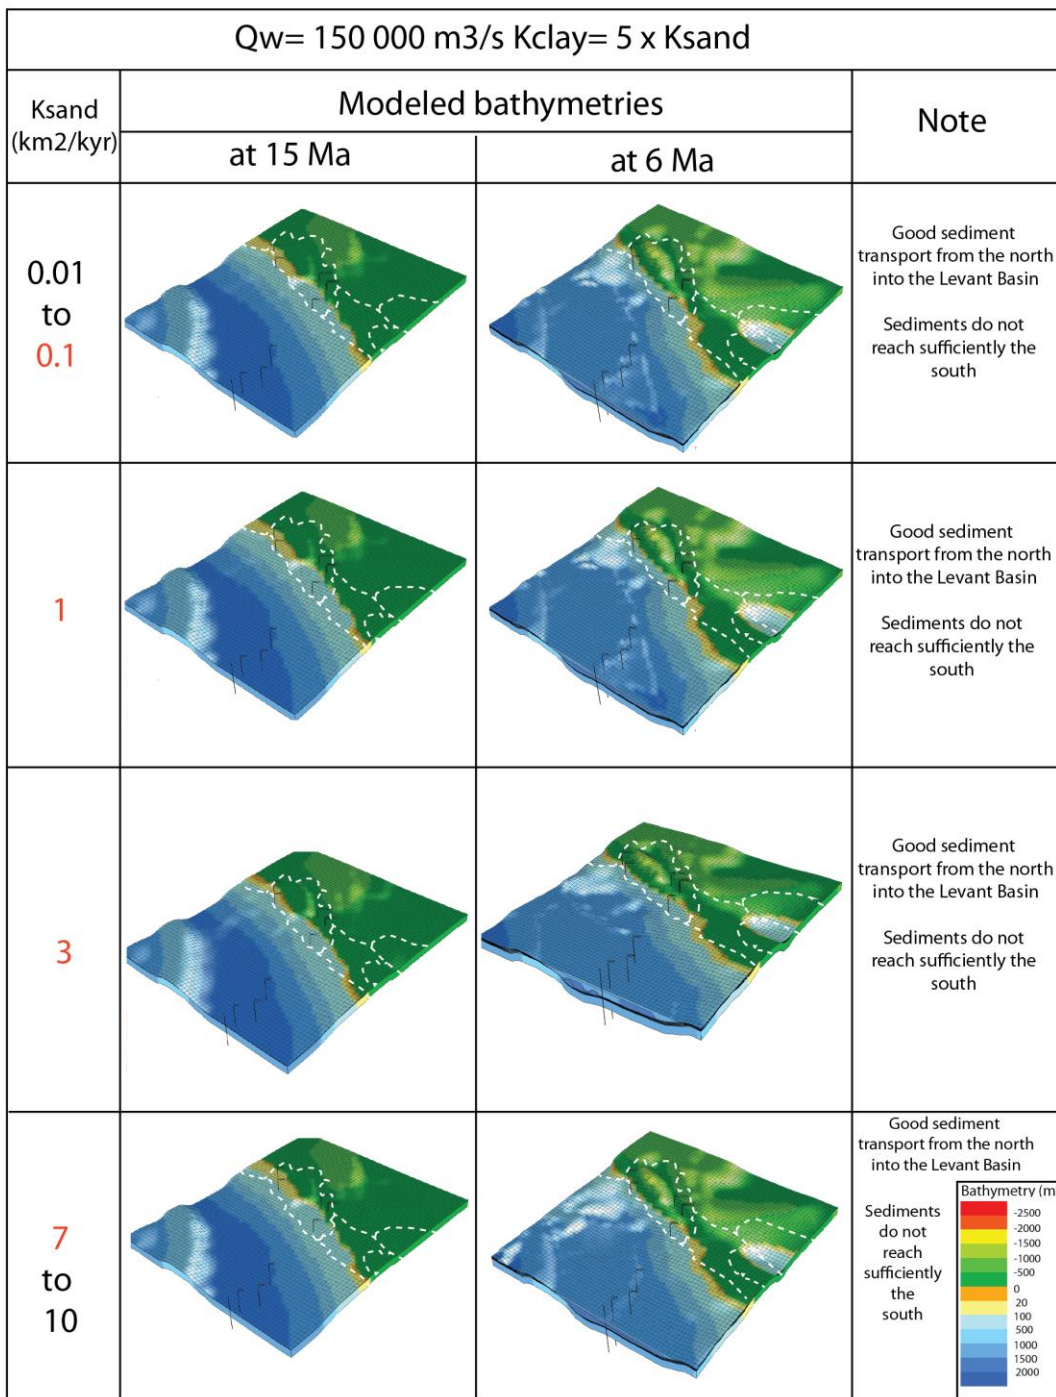 Qw= 150 000 m3/s Kclay= 5 x Ksand
Ksand
(km2/kyr)
Modeled bathymetries
at 15 Ma
at 6 Ma
Note
0.01
to
0.1
Good sediment
transport from the north
into the Levant Basin
Sediments do not
reach sufficiently the
south
1
Good sediment
transport from the north
into the Levant Basin
Sediments do not
reach sufficiently the
south
3
Good sediment
transport from the north
into the Levant Basin
Sediments do not
reach sufficiently the
south
7
to
10
Good sediment
transport from the north
into the Levant Basin
Sediments
do not
reach
sufficiently
the
south
Bathymetry (m
-2500
-2000
-1500
-1000
-500
0
20
100
500
1000
1500
2000